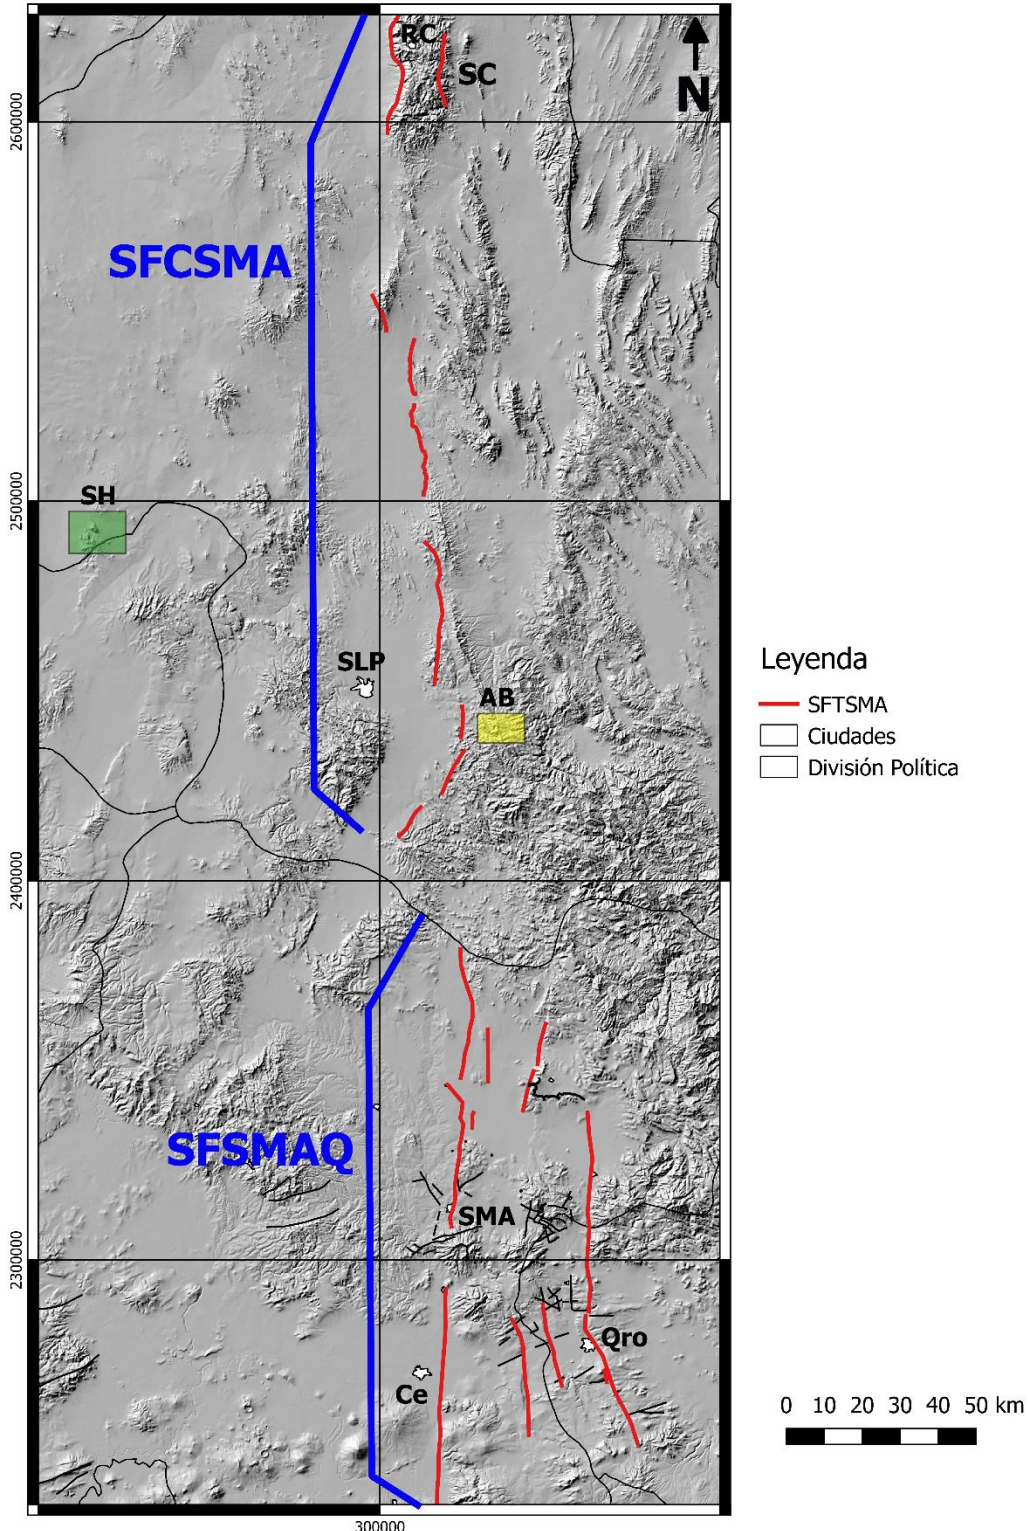 RC
SC
N
2600000
SFCSMA
SH
2500000
SLP
AB
Leyenda
SFTSMA
Ciudades
División Política
2400000
SFSMAQ
SMA
2300000
Qro
Ce
0 10 20 30 40 50 km
300000